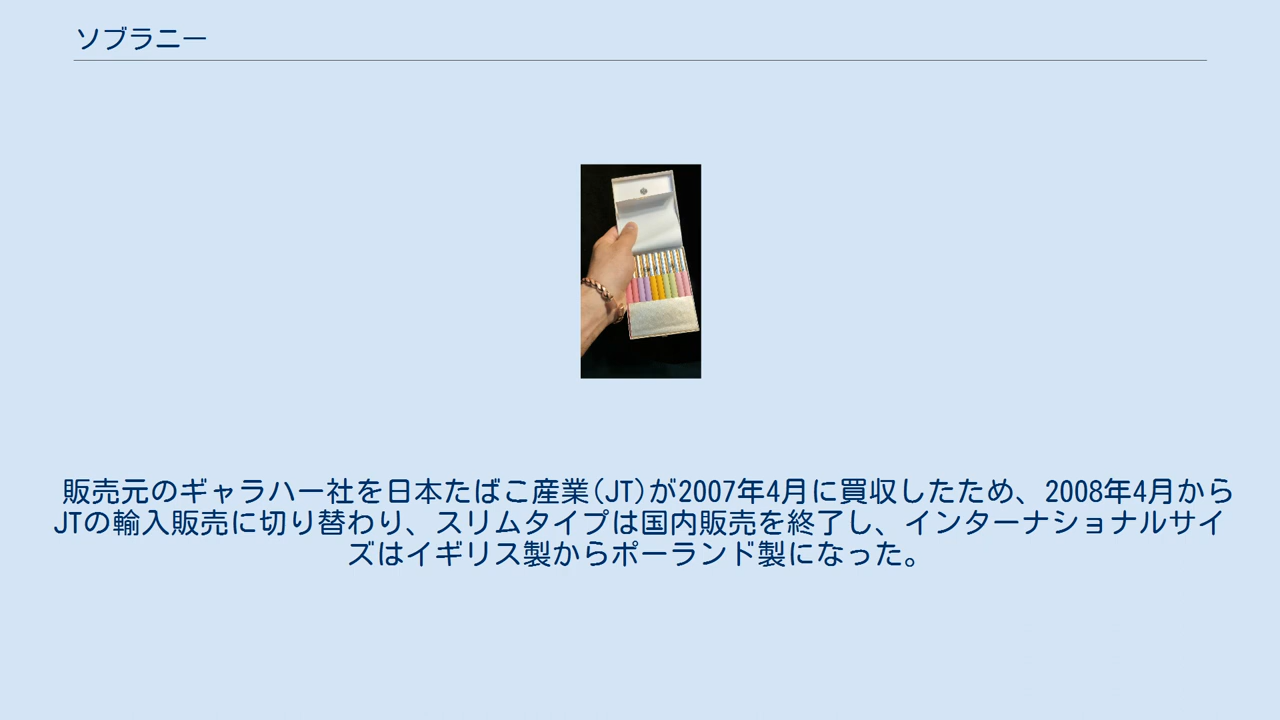 ソブラニー
販売元のギャラハー社を日本たばこ産業(JT)が2007年4月に買収したため、2008年4月から
JTの輸入販売に切り替わり、スリムタイプは国内販売を終了し、インターナショナルサイ
ズはイギリス製からポーランド製になった。